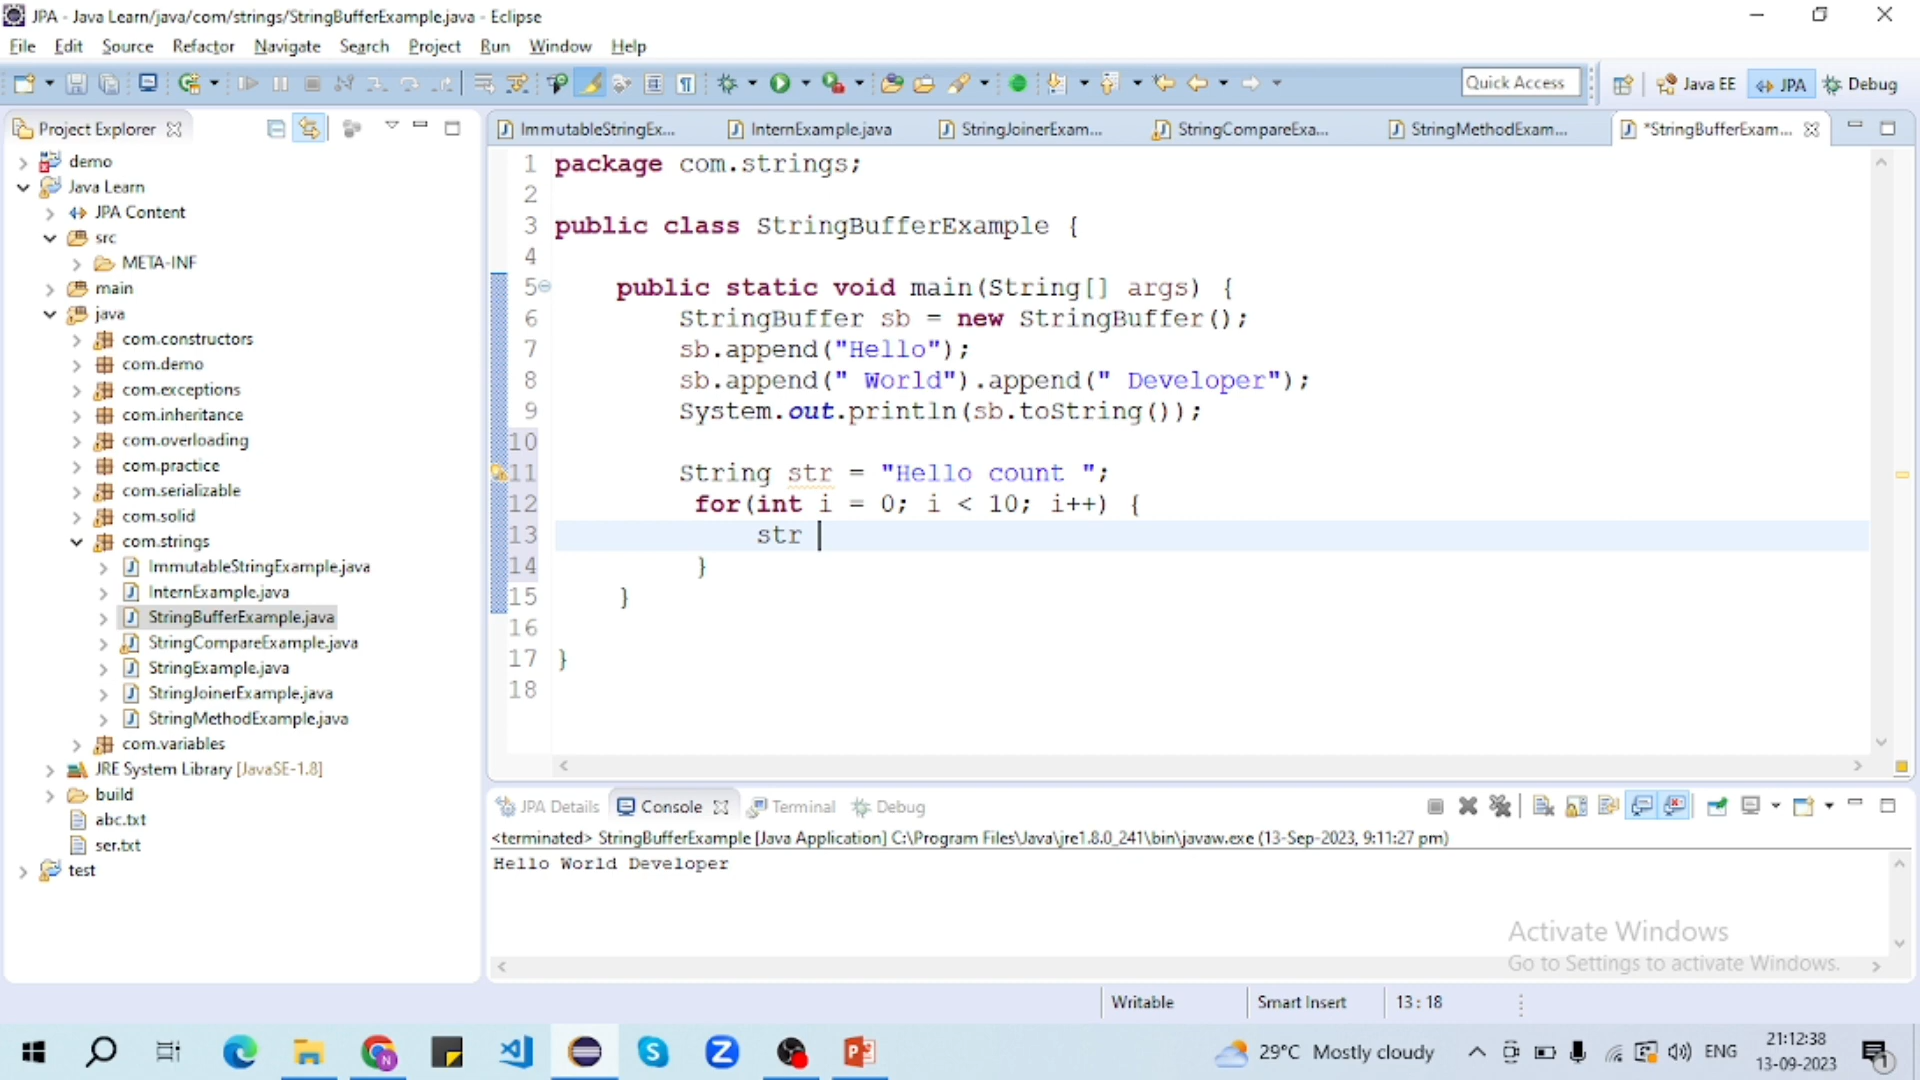 JPA - Java Learn/java/com/strings/StringBufferExample.java - Eclipse
File Edit Source Refactor Navigate Search Project Run Window Help
Quick Access Java EE JPA Debug
Project Explorer
demo
Java Learn
JPA Content
src
META-INF
main
java
com.constructors
com.demo
com.exceptions
com.inheritance
com.overloading
com.practice
com.serializable
com.solid
com.strings
ImmutableStringExample.java
InternExample.java
StringBufferExample.java
StringCompareExample.java
StringExample.java
StringJoinerExample.java
StringMethodExample.java
com.variables
JRE System Library [JavaSE-1.8]
build
abc.txt
ser.txt
test
ImmutableStringEx... InternExample.java StringJoinerExam... StringCompareExa... StringMethodExam... *StringBufferExam...
1 package com.strings;
2
3 public class StringBufferExample {
4
5 public static void main(String[] args) {
6 StringBuffer sb = new StringBuffer();
7 sb.append("Hello");
8 sb.append(" World").append(" Developer");
9 System.out.println(sb.toString());
10
11 String str = "Hello count ";
12 for(int i = 0; i < 10; i++) {
13 str
14 }
15 }
16
17 }
18
JPA Details Console Terminal Debug
<terminated> StringBufferExample [Java Application] C:\Program Files\Java\jre1.8.0_241\bin\javaw.exe (13-Sep-2023, 9:11:27 pm)
Hello World Developer
Activate Windows
Go to Settings to activate Windows.
Writable Smart Insert 13 : 18
29°C Mostly cloudy ENG 21:12:38
13-09-2023
1